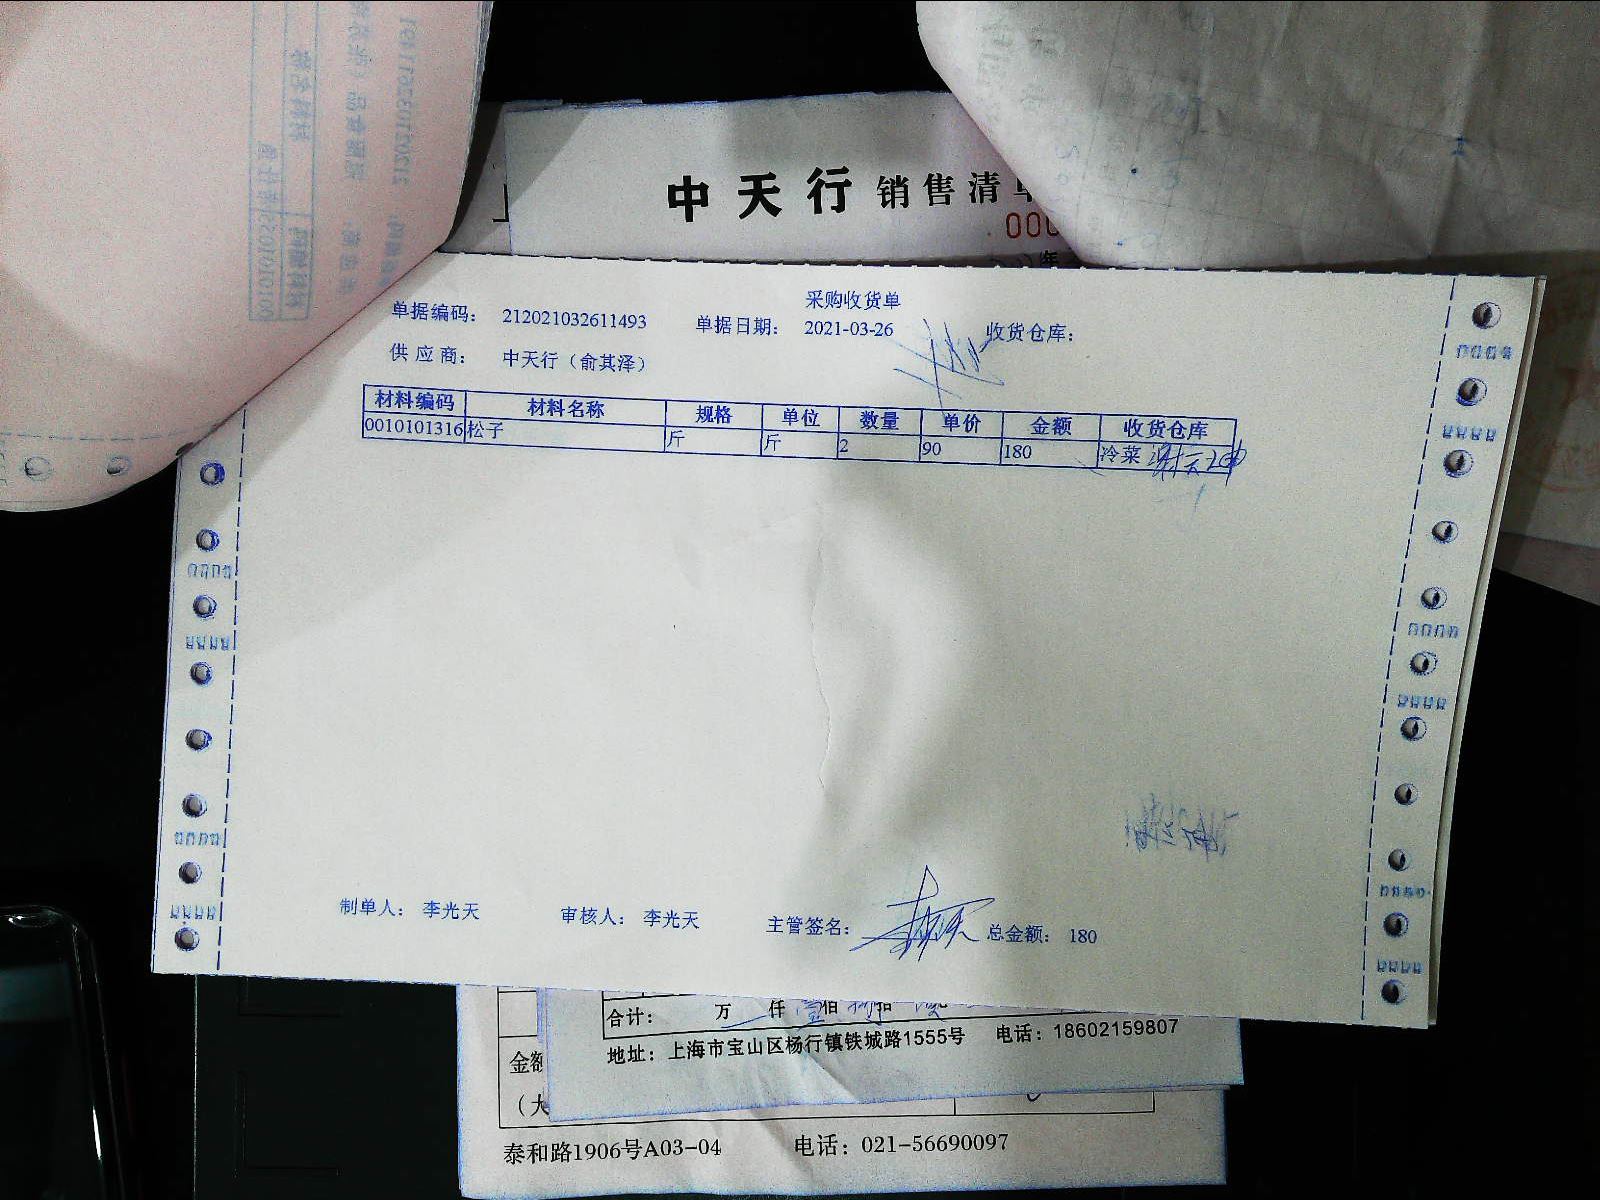 中天行 销售清单
000
年
采购收货单
单据编码： 212021032611493 单据日期： 2021-03-26 收货仓库：
供应商： 中天行（俞其泽）
材料编码 材料名称 规格 单位 数量 单价 金额 收货仓库
0010101316 松子 斤 斤 2 90 180 冷菜
制单人： 李光天 审核人： 李光天 主管签名： 总金额： 180
合计： 万 仟 壹佰 捌拾
地址：上海市宝山区杨行镇铁城路1555号 电话：18602159807
金额
（大
泰和路1906号A03-04 电话：021-56690097